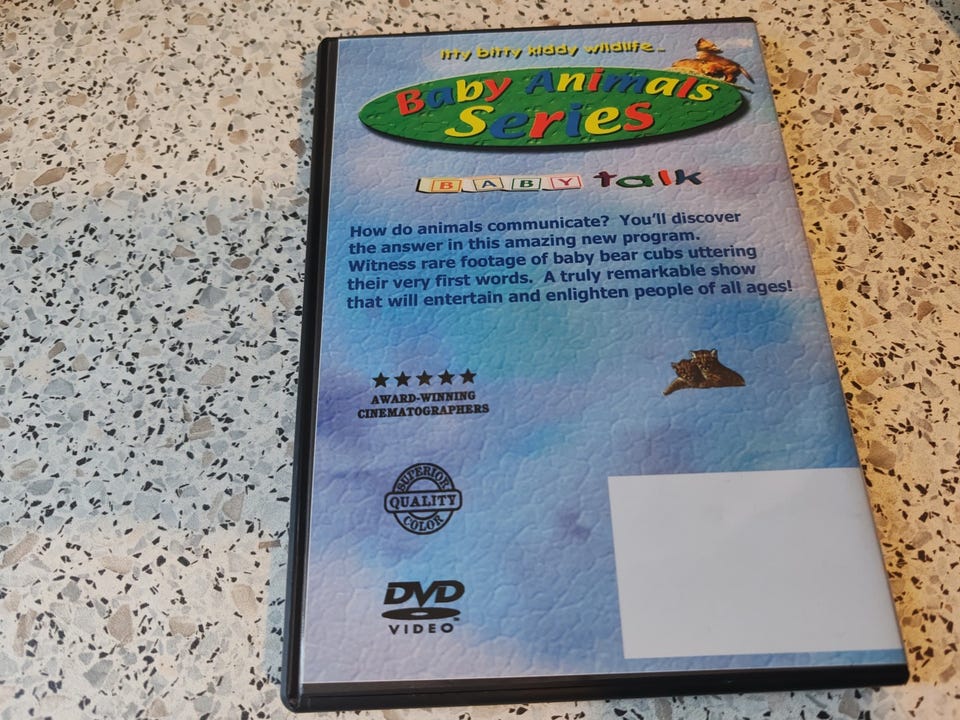 itty bitty kiddy wildlife...
Baby Animals
Series
BABY talk
How do animals communicate? You'll discover
the answer in this amazing new program.
Witness rare footage of baby bear cubs uttering
their very first words. A truly remarkable show
that will entertain and enlighten people of all ages!
AWARD-WINNING
CINEMATOGRAPHERS
SUPERIOR
QUALITY
COLOR
DVD
VIDEO™